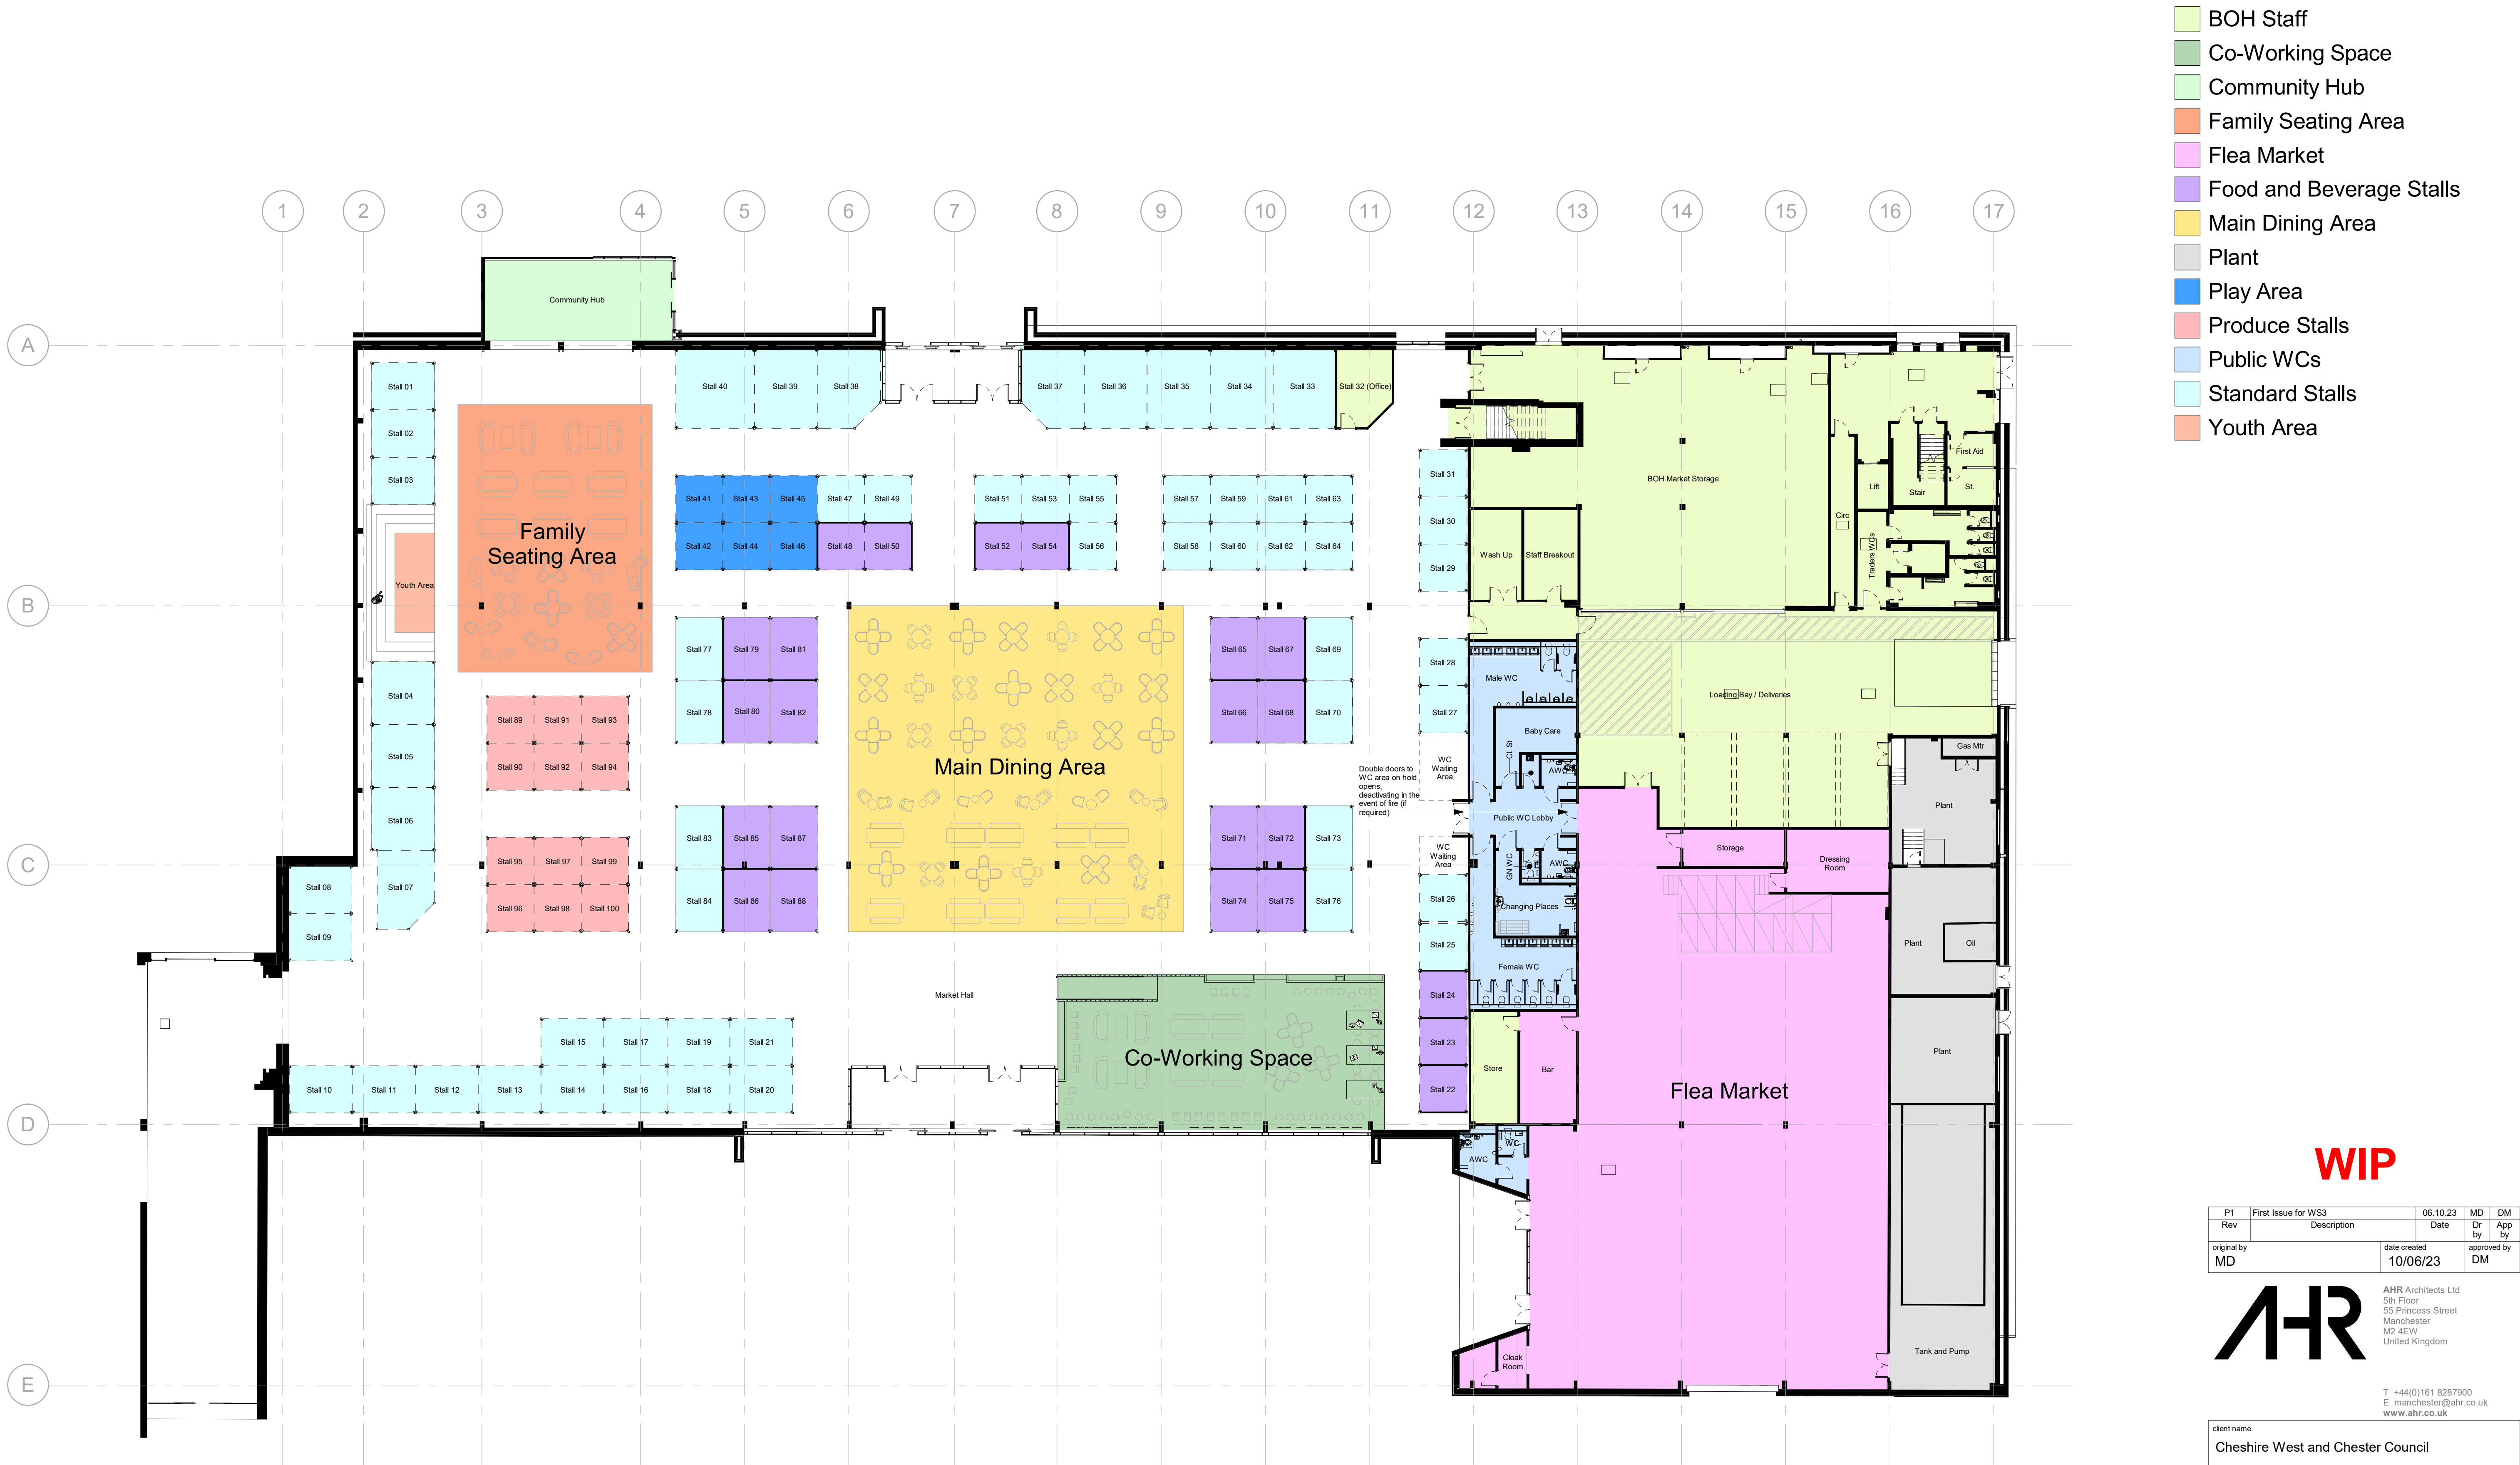 BOH Staff
Co-Working Space
Community Hub
Family Seating Area
Flea Market
Food and Beverage Stalls
Main Dining Area
Plant
Play Area
Produce Stalls
Public WCs
Standard Stalls
Youth Area
1 2 3 4 5 6 7 8 9 10 11 12 13 14 15 16 17
A
B
C
D
E
Community Hub
Stall 01
Stall 02
Stall 03
Youth Area
Stall 04
Stall 05
Stall 06
Stall 07
Stall 08
Stall 09
Family
Seating Area
Stall 40 Stall 39 Stall 38
Stall 37 Stall 36 Stall 35 Stall 34 Stall 33 Stall 32 (Office)
Stall 41 Stall 43 Stall 45 Stall 47 Stall 49
Stall 42 Stall 44 Stall 46 Stall 48 Stall 50
Stall 51 Stall 53 Stall 55
Stall 52 Stall 54 Stall 56
Stall 57 Stall 59 Stall 61 Stall 63
Stall 58 Stall 60 Stall 62 Stall 64
Stall 31
Stall 30
Stall 29
Stall 77 Stall 79 Stall 81
Stall 78 Stall 80 Stall 82
Stall 83 Stall 85 Stall 87
Stall 84 Stall 86 Stall 88
Stall 89 Stall 91 Stall 93
Stall 90 Stall 92 Stall 94
Stall 95 Stall 97 Stall 99
Stall 96 Stall 98 Stall 100
Main Dining Area
Stall 65 Stall 67 Stall 69
Stall 66 Stall 68 Stall 70
Stall 71 Stall 72 Stall 73
Stall 74 Stall 75 Stall 76
Stall 28
Stall 27
WC
Waiting
Area
Double doors to
WC area on hold
opens,
deactivating in the
event of fire (if
required)
WC
Waiting
Area
Stall 26
Stall 25
Stall 24
Stall 23
Stall 22
Market Hall
Co-Working Space
Stall 15 Stall 17 Stall 19 Stall 21
Stall 10 Stall 11 Stall 12 Stall 13 Stall 14 Stall 16 Stall 18 Stall 20
BOH Market Storage
Wash Up
Staff Breakout
Circ
Lift
Stair
First Aid
St.
Traders WCs
Loading Bay / Deliveries
Male WC
Baby Care
Cl. St
AWC
Public WC Lobby
GN WC
AWC
Changing Places
Female WC
Store
Bar
AWC
WC
Storage
Dressing
Room
Flea Market
Cloak
Room
Gas Mtr
Plant
Plant
Oil
Plant
Tank and Pump
WIP
P1 First Issue for WS3 06.10.23 MD DM
Rev Description Date Dr by App by
original by
MD
date created
10/06/23
approved by
DM
AHR
AHR Architects Ltd
5th Floor
55 Princess Street
Manchester
M2 4EW
United Kingdom
T +44(0)161 8287900
E manchester@ahr.co.uk
www.ahr.co.uk
client name
Cheshire West and Chester Council